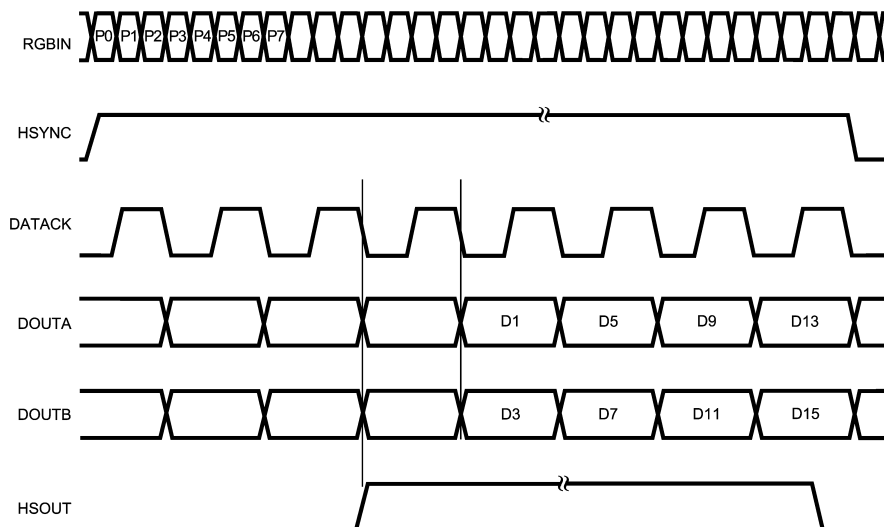 RGBIN P0 P1 P2 P3 P4 P5 P6 P7
HSYNC
DATACK
DOUTA D1 D5 D9 D13
DOUTB D3 D7 D11 D15
HSOUT